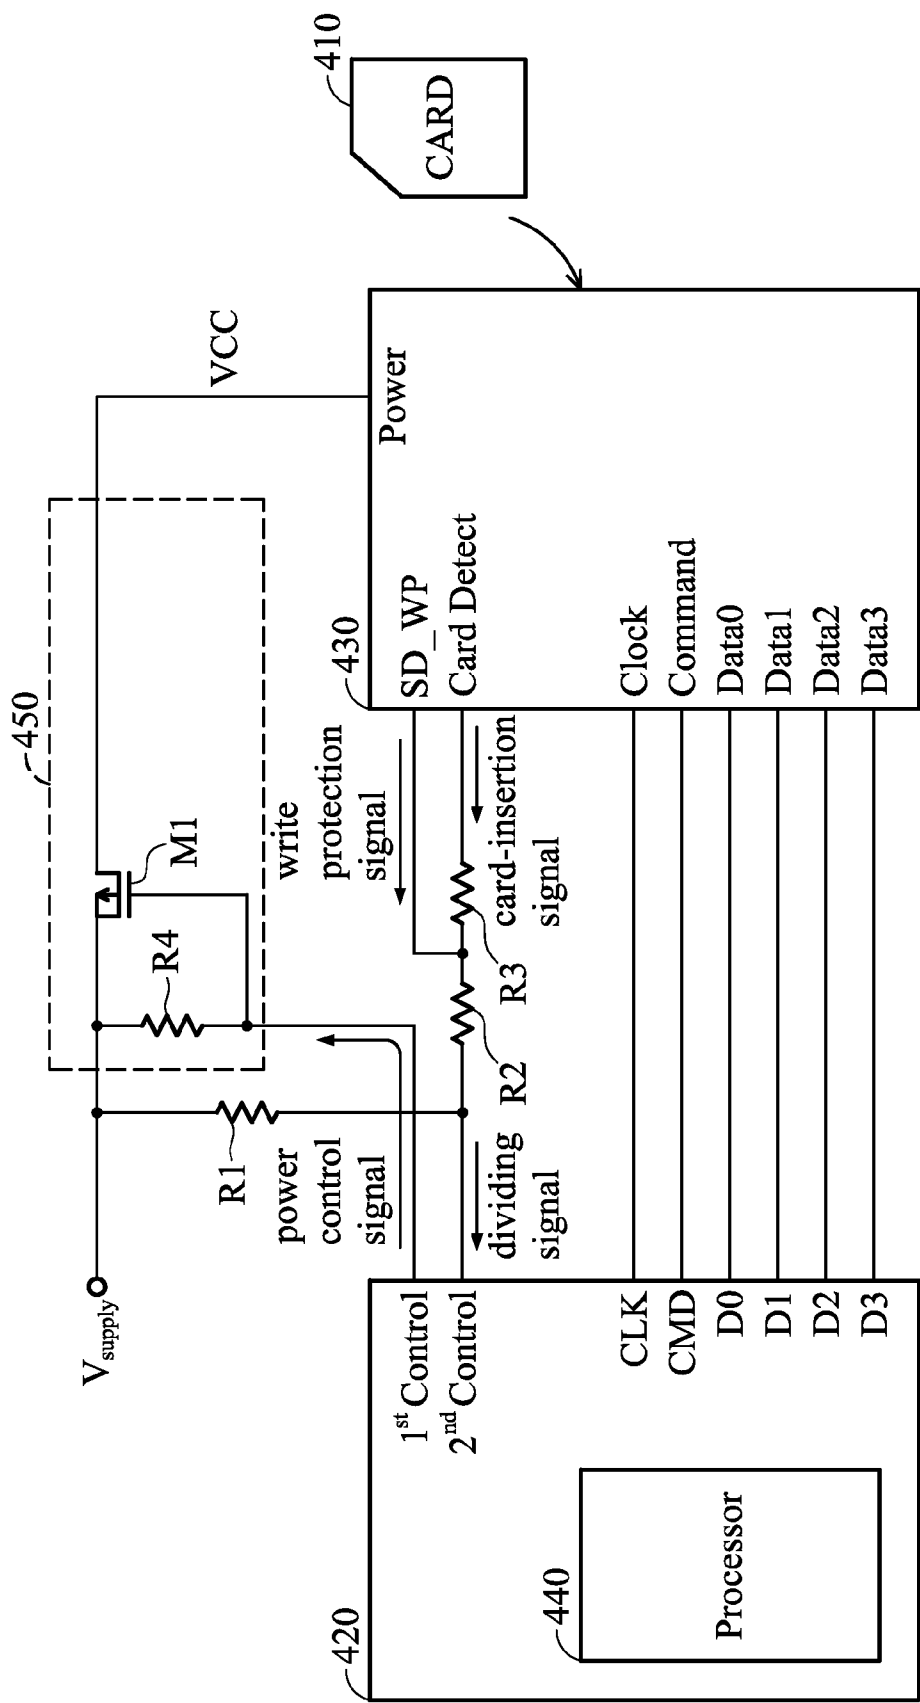 450
V supply
R4
M1
VCC
R1
power
control
signal
write
protection
signal
410
CARD
420
430
1st Control
2nd Control
dividing
signal
R2
R3
card-insertion
signal
SD_WP
Card Detect
Power
440
Processor
CLK
CMD
D0
D1
D2
D3
Clock
Command
Data0
Data1
Data2
Data3